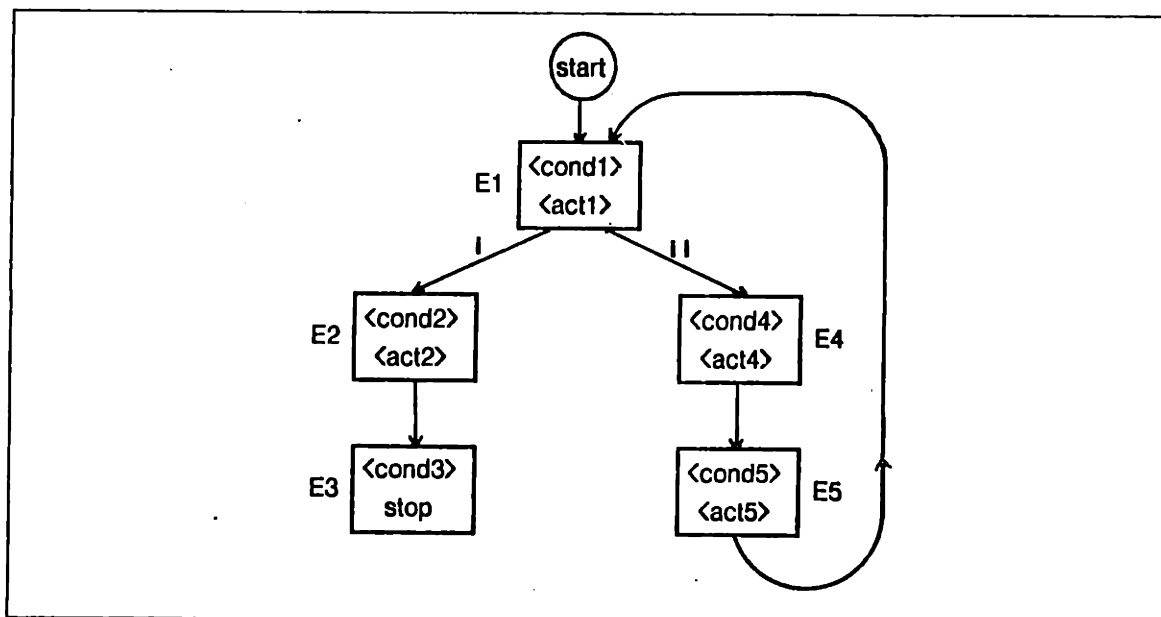 start
<cond1>
E1
<act1>
i
ii
<cond2>
E2
<act2>
<cond4>
E4
<act4>
<cond3>
E3
stop
<cond5>
E5
<act5>